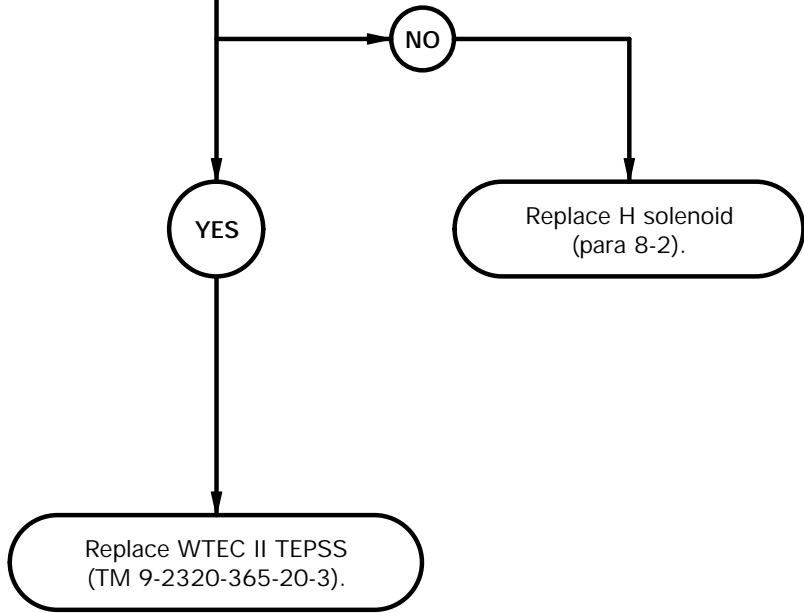 NO
YES
Replace H solenoid
(para 8-2).
Replace WTEC II TEPSS
(TM 9-2320-365-20-3).